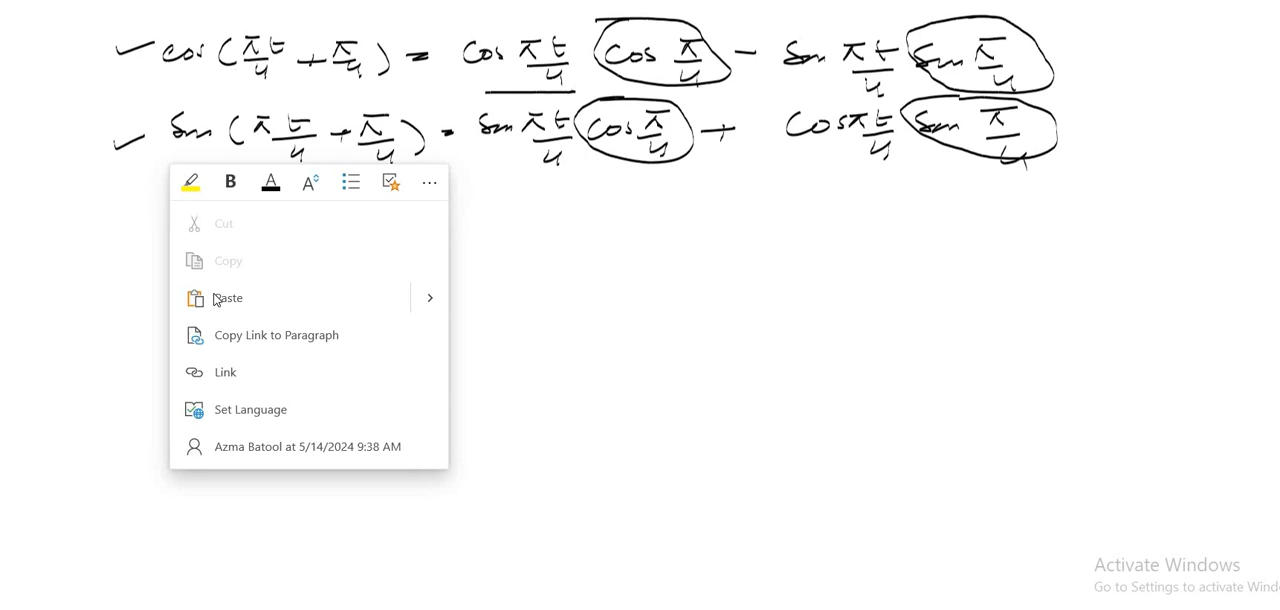 cos (πt/4 + π/4) = cos πt/4 cos π/4 - sin πt/4 sin π/4
sin (πt/4 + π/4) = sin πt/4 cos π/4 + cos πt/4 sin π/4
B A A ...
Cut
Copy
Paste
Copy Link to Paragraph
Link
Set Language
Azma Batool at 5/14/2024 9:38 AM
Activate Windows
Go to Settings to activate Wind